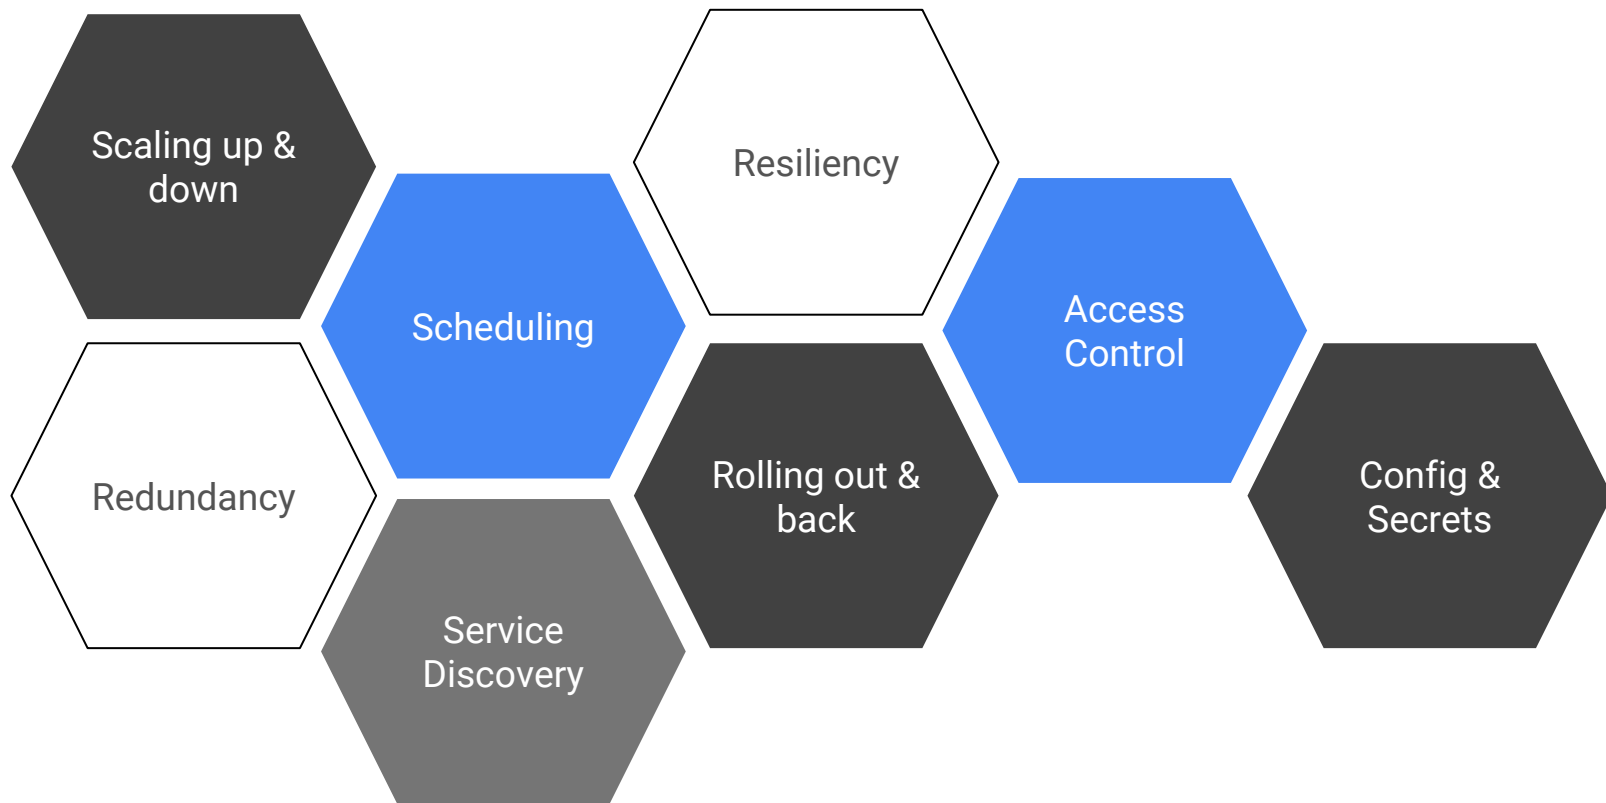 Scaling up &
down
Resiliency
Scheduling
Access
Control
Redundancy
Rolling out &
back
Config &
Secrets
Service
Discovery